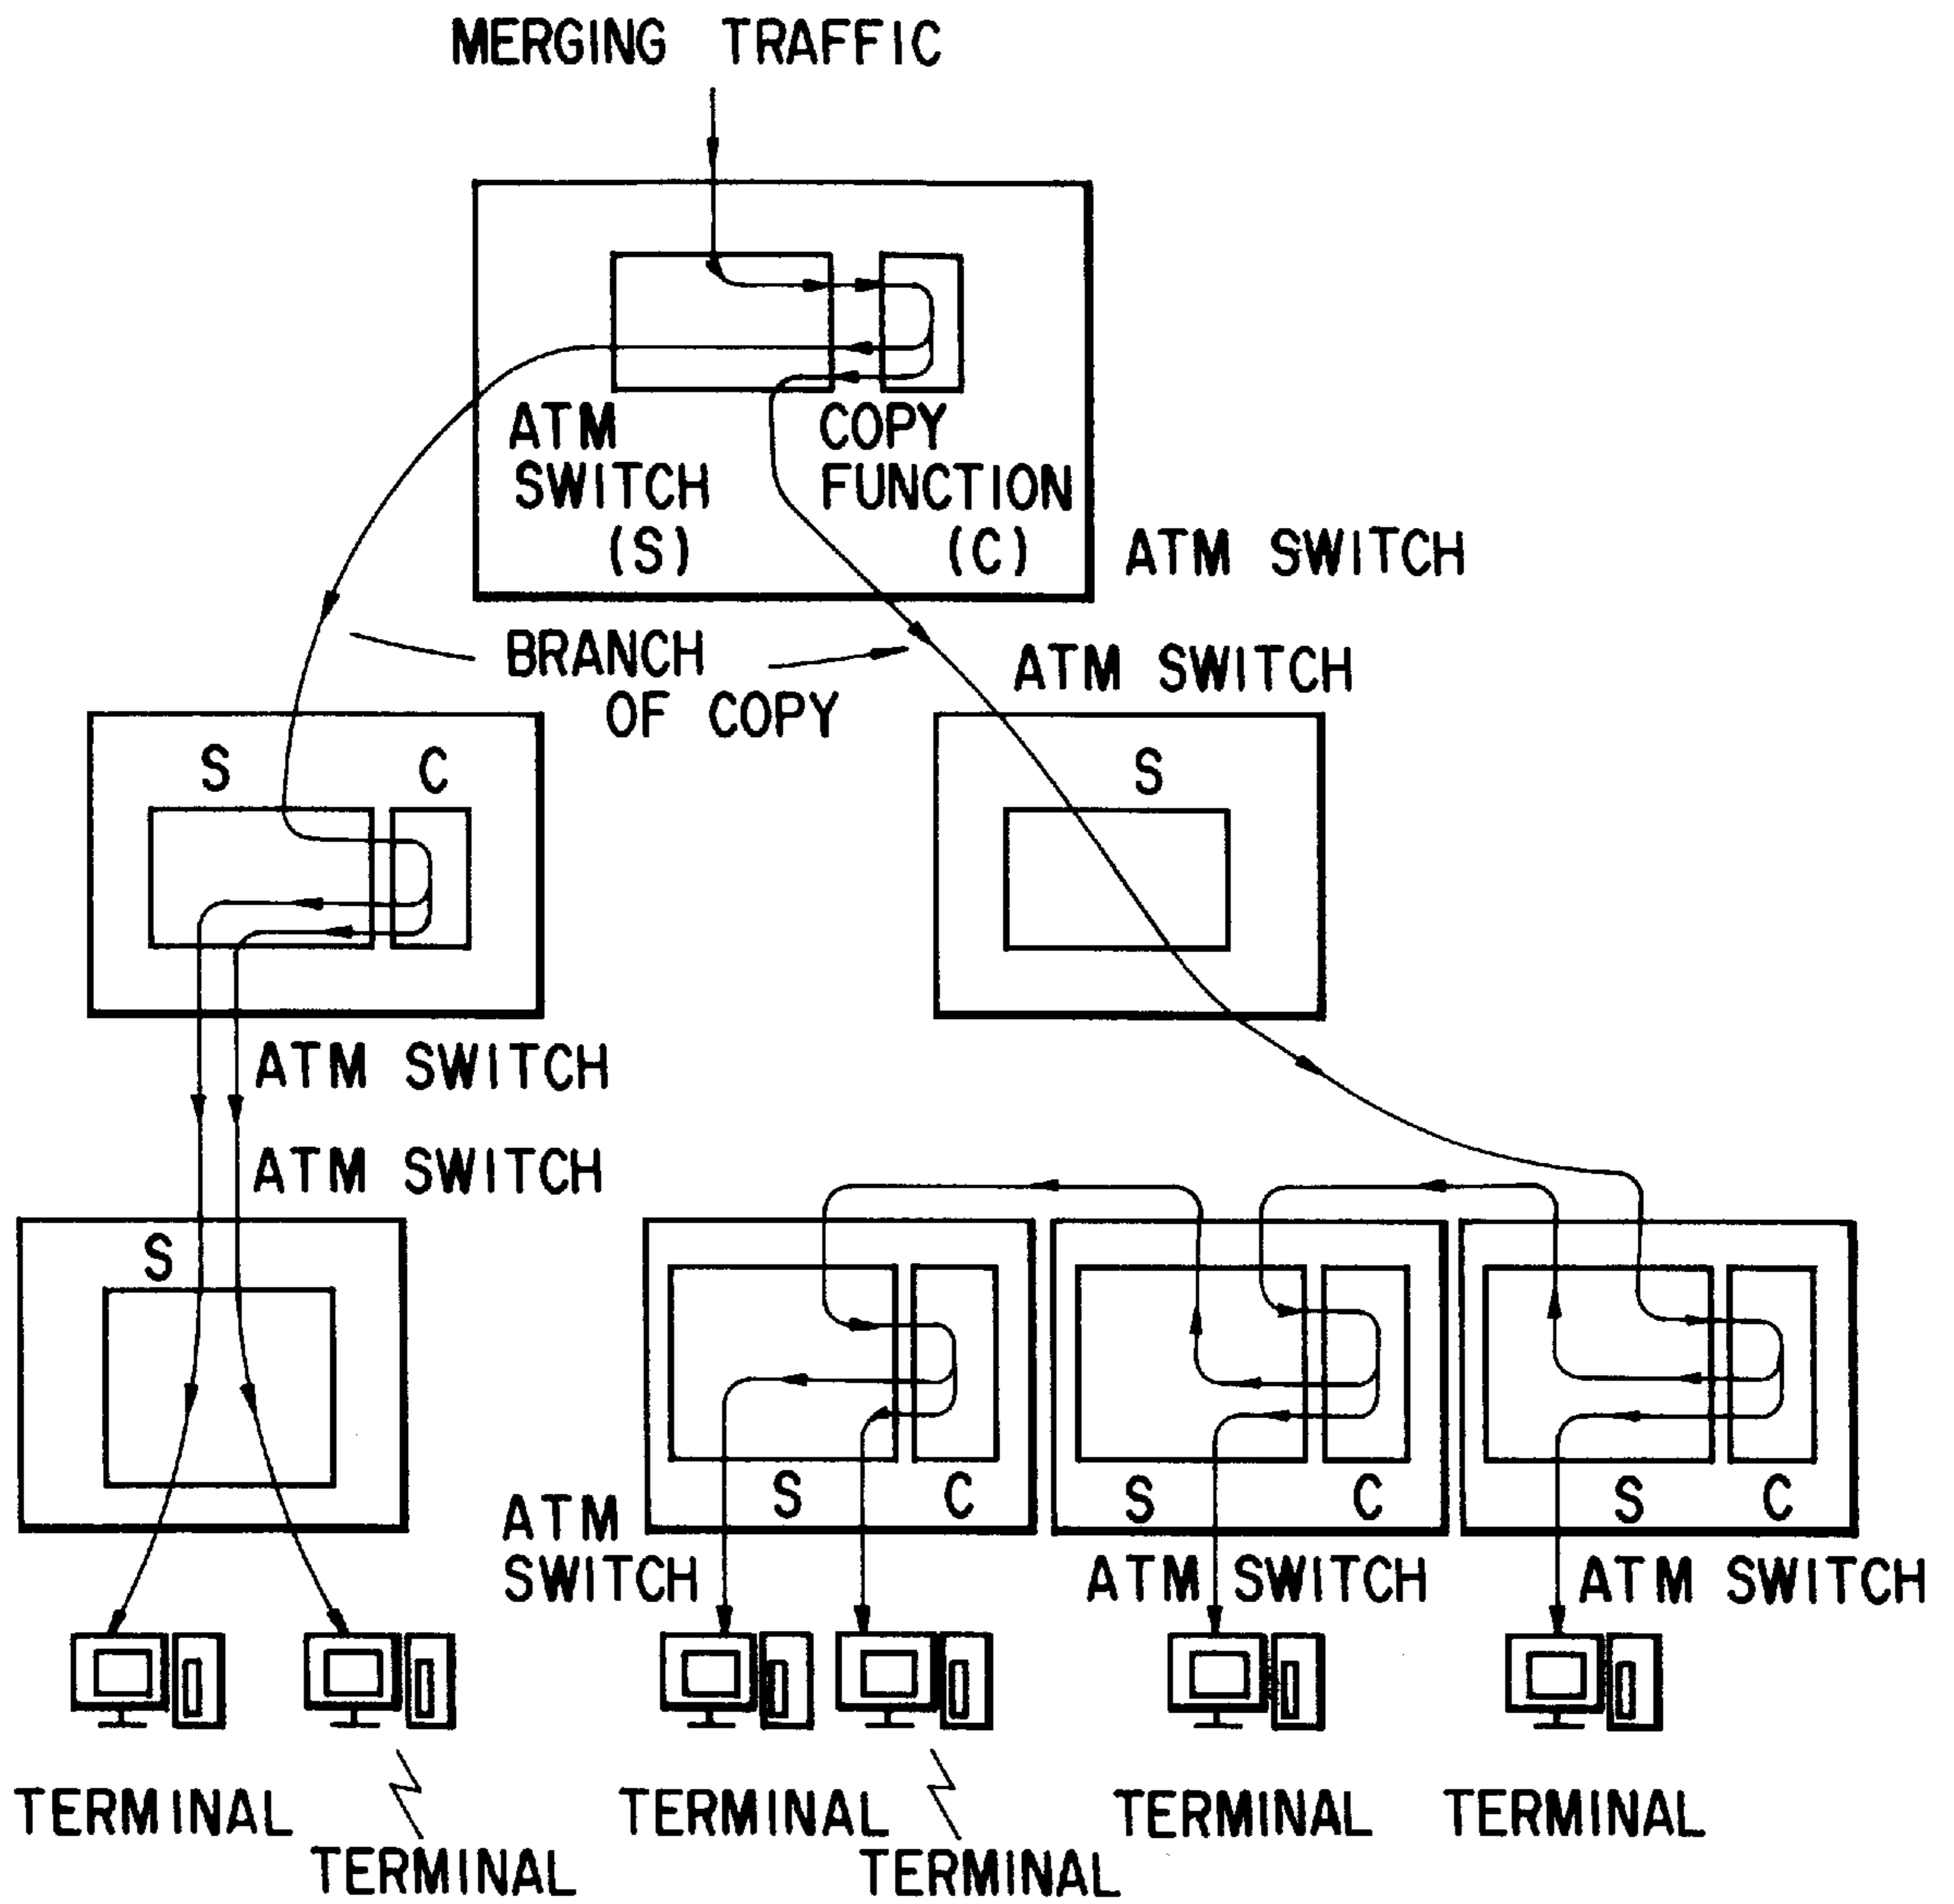 MERGING TRAFFIC
ATM
SWITCH
(S)
COPY
FUNCTION
(C)
ATM SWITCH
BRANCH
OF COPY
ATM SWITCH
S C
S
ATM SWITCH
ATM SWITCH
S
S C
S C
S C
ATM
SWITCH
ATM SWITCH
ATM SWITCH
TERMINAL
TERMINAL
TERMINAL
TERMINAL
TERMINAL
TERMINAL